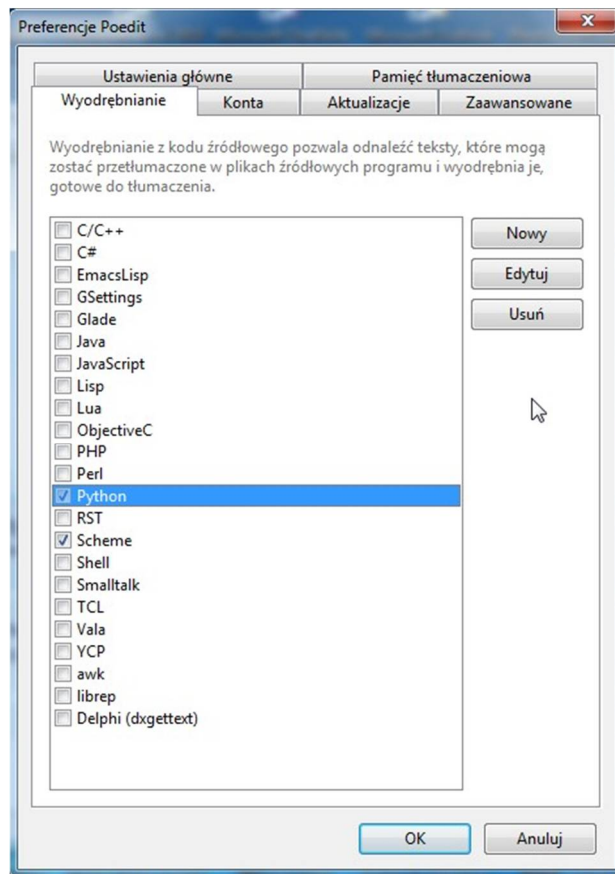 Preferencje Poedit
Ustawienia główne
Pamięć tłumaczeniowa
Wyodrębnianie
Konta
Aktualizacje
Zaawansowane
Wyodrębnianie z kodu źródłowego pozwala odnaleźć teksty, które mogą
zostać przetłumaczone w plikach źródłowych programu i wyodrębnia je,
gotowe do tłumaczenia.
C/C++
C#
EmacsLisp
GSettings
Glade
Java
JavaScript
Lisp
Lua
ObjectiveC
PHP
Perl
Python
RST
Scheme
Shell
Smalltalk
TCL
Vala
YCP
awk
librep
Delphi (dxgettext)
Nowy
Edytuj
Usuń
OK
Anuluj